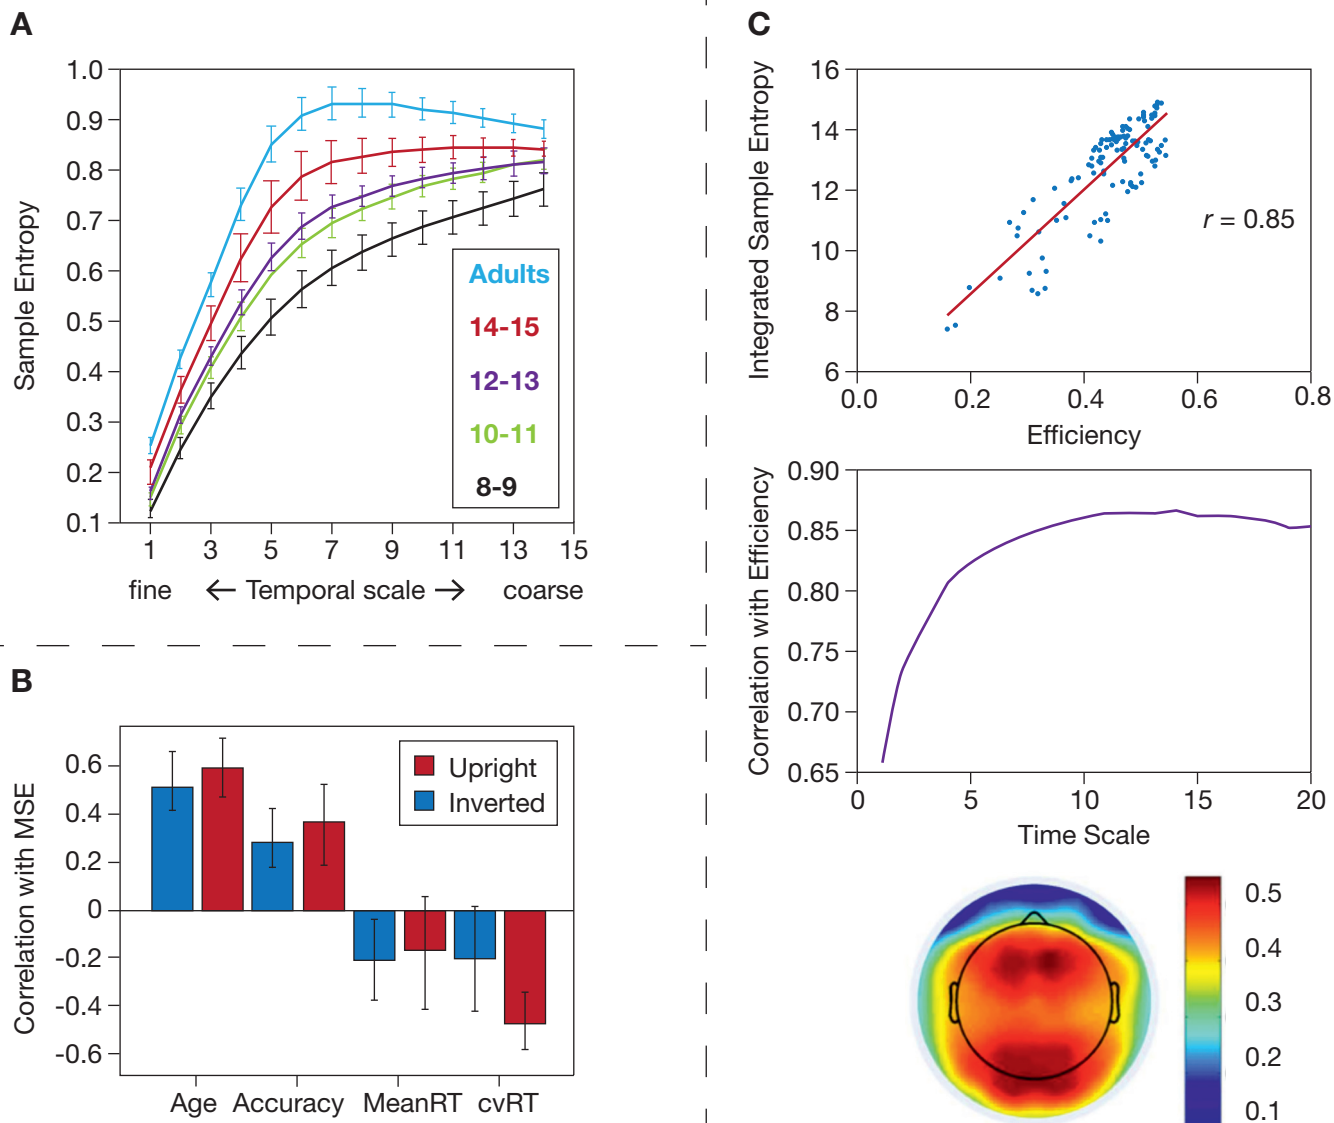 A
Sample Entropy
1.0
0.9
0.8
0.7
0.6
0.5
0.4
0.3
0.2
0.1
Adults
14-15
12-13
10-11
8-9
1 3 5 7 9 11 13 15
fine ← Temporal scale → coarse
B
Correlation with MSE
0.6
0.4
0.2
0
-0.2
-0.4
-0.6
Upright
Inverted
Age Accuracy MeanRT cvRT
C
Integrated Sample Entropy
16
14
12
10
8
6
r = 0.85
0.0 0.2 0.4 0.6 0.8
Efficiency
Correlation with Efficiency
0.90
0.85
0.80
0.75
0.70
0.65
0 5 10 15 20
Time Scale
0.5
0.4
0.3
0.2
0.1